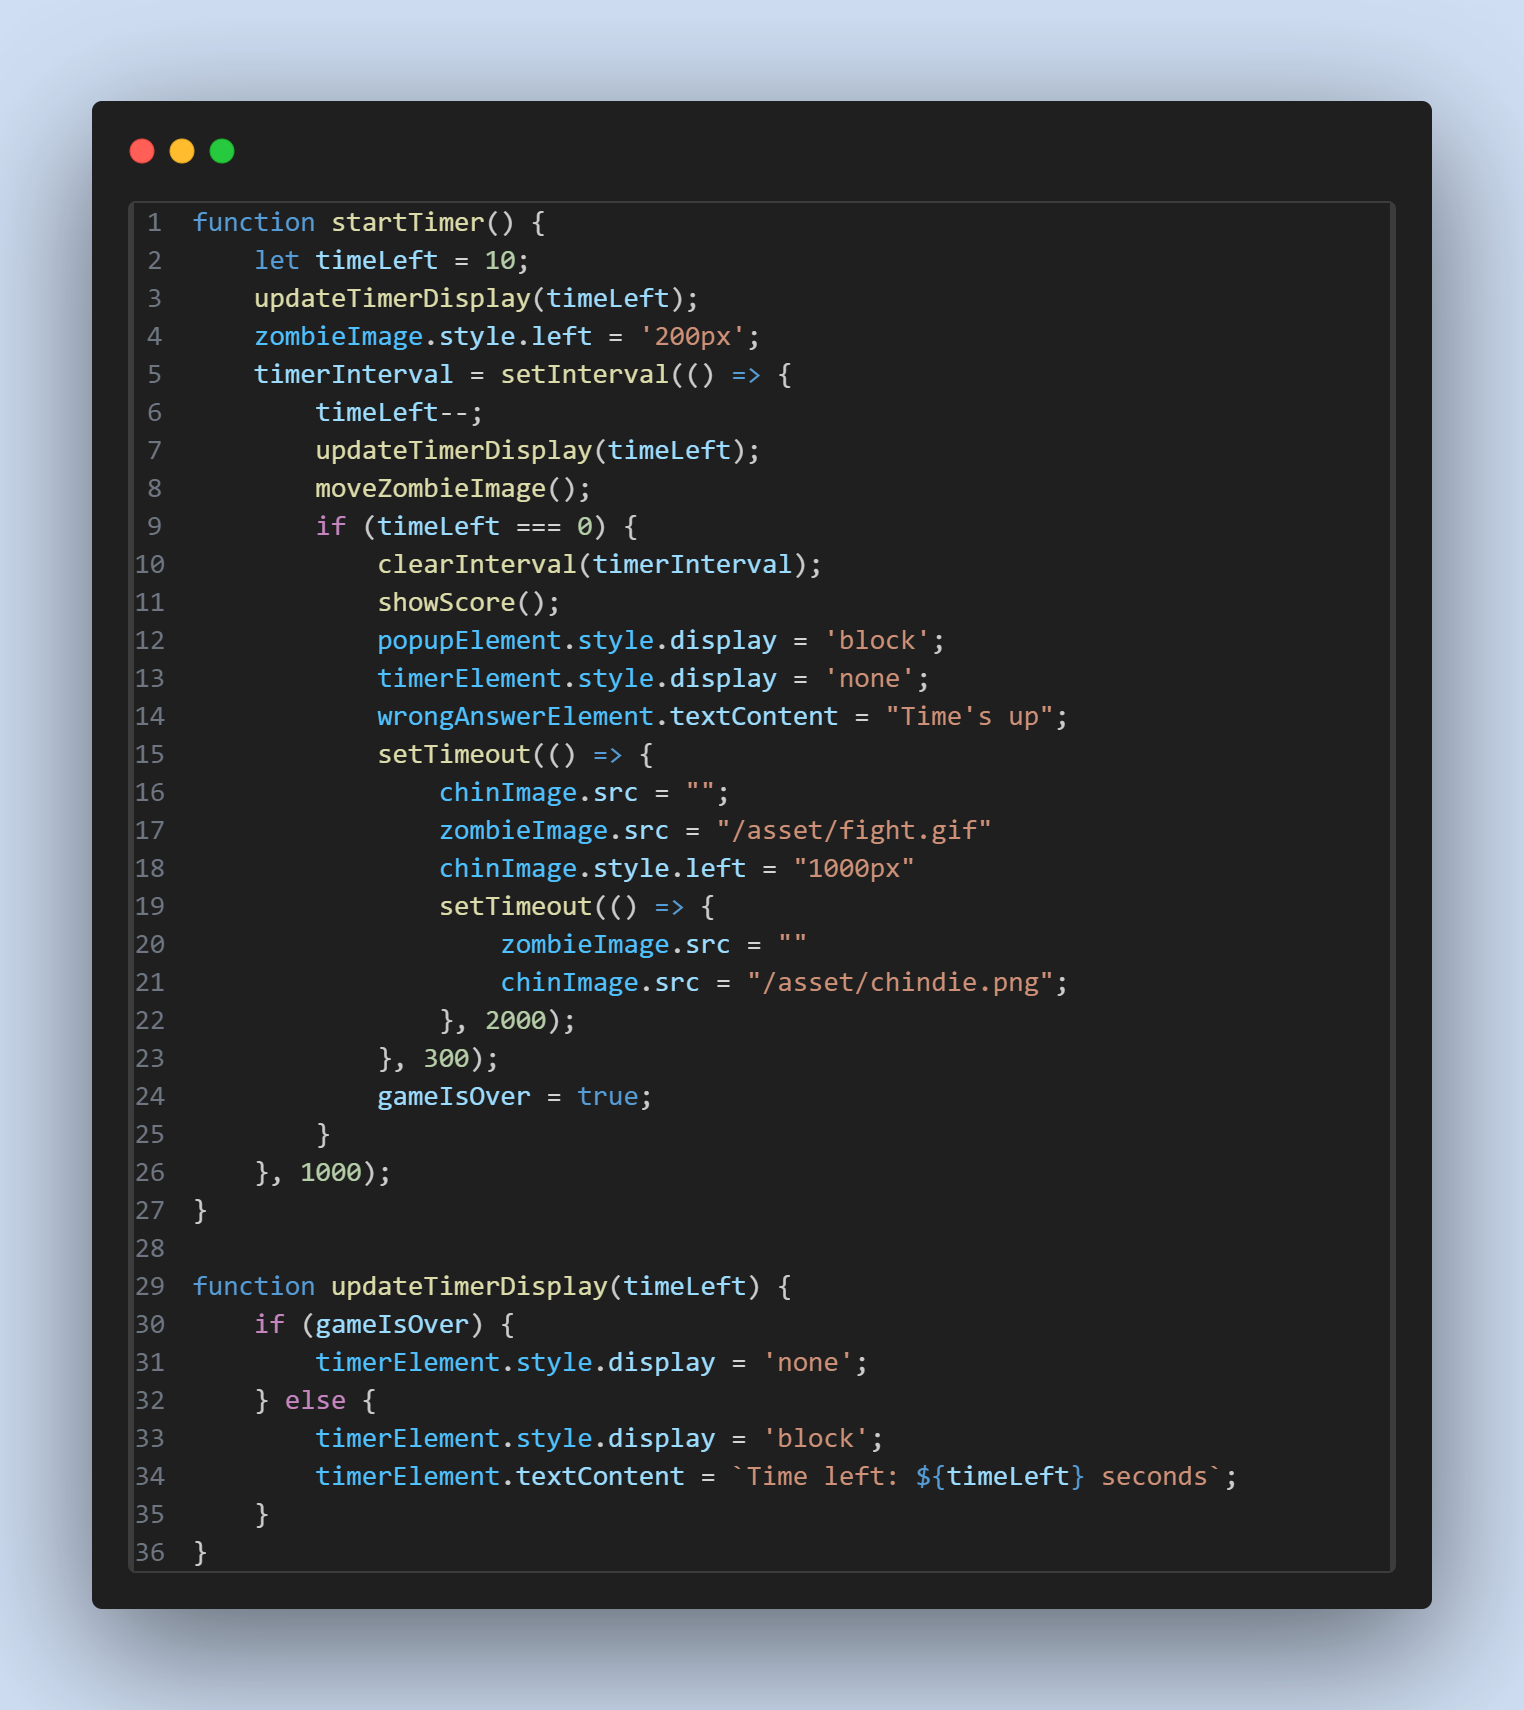 1 function startTimer() {
2     let timeLeft = 10;
3     updateTimerDisplay(timeLeft);
4     zombieImage.style.left = '200px';
5     timerInterval = setInterval(() => {
6         timeLeft--;
7         updateTimerDisplay(timeLeft);
8         moveZombieImage();
9         if (timeLeft === 0) {
10             clearInterval(timerInterval);
11             showScore();
12             popupElement.style.display = 'block';
13             timerElement.style.display = 'none';
14             wrongAnswerElement.textContent = "Time's up";
15             setTimeout(() => {
16                 chinImage.src = "";
17                 zombieImage.src = "/asset/fight.gif"
18                 chinImage.style.left = "1000px"
19                 setTimeout(() => {
20                     zombieImage.src = ""
21                     chinImage.src = "/asset/chindie.png";
22                 }, 2000);
23             }, 300);
24             gameIsOver = true;
25         }
26     }, 1000);
27 }
28
29 function updateTimerDisplay(timeLeft) {
30     if (gameIsOver) {
31         timerElement.style.display = 'none';
32     } else {
33         timerElement.style.display = 'block';
34         timerElement.textContent = `Time left: ${timeLeft} seconds`;
35     }
36 }